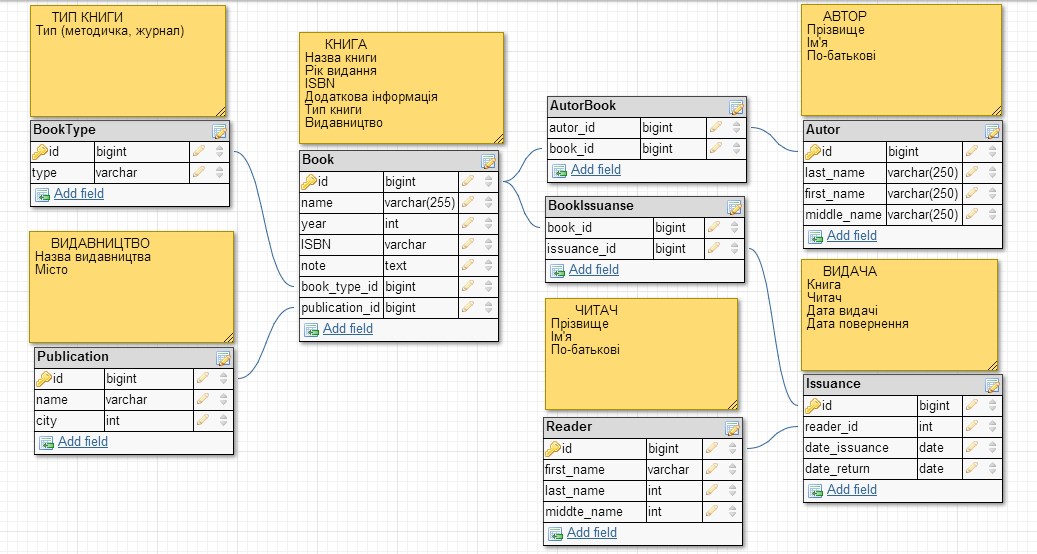 ТИП КНИГИ
Тип (методичка, журнал)
BookType
id bigint
type varchar
Add field
ВИДАВНИЦТВО
Назва видавництва
Місто
Publication
id bigint
name varchar
city int
Add field
КНИГА
Назва книги
Рік видання
ISBN
Додаткова інформація
Тип книги
Видавництво
Book
id bigint
name varchar(255)
year int
ISBN varchar
note text
book_type_id bigint
publication_id bigint
Add field
AutorBook
autor_id bigint
book_id bigint
Add field
BookIssuanse
book_id bigint
issuance_id bigint
Add field
ЧИТАЧ
Прізвище
Ім'я
По-батькові
Reader
id bigint
first_name varchar
last_name int
middte_name int
Add field
АВТОР
Прізвище
Ім'я
По-батькові
Autor
id bigint
last_name varchar(250)
first_name varchar(250)
middle_name varchar(250)
Add field
ВИДАЧА
Книга
Читач
Дата видачі
Дата повернення
Issuance
id bigint
reader_id int
date_issuance date
date_return date
Add field